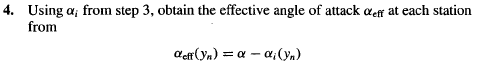 4. Using αᵢ from step 3, obtain the effective angle of attack α_eff at each station
from
α_eff(yₙ) = α − αᵢ(yₙ)